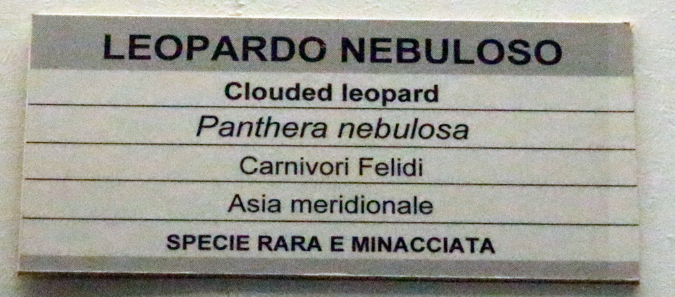 LEOPARDO NEBULOSO
Clouded leopard
Panthera nebulosa
Carnivori Felidi
Asia meridionale
SPECIE RARA E MINACCIATA